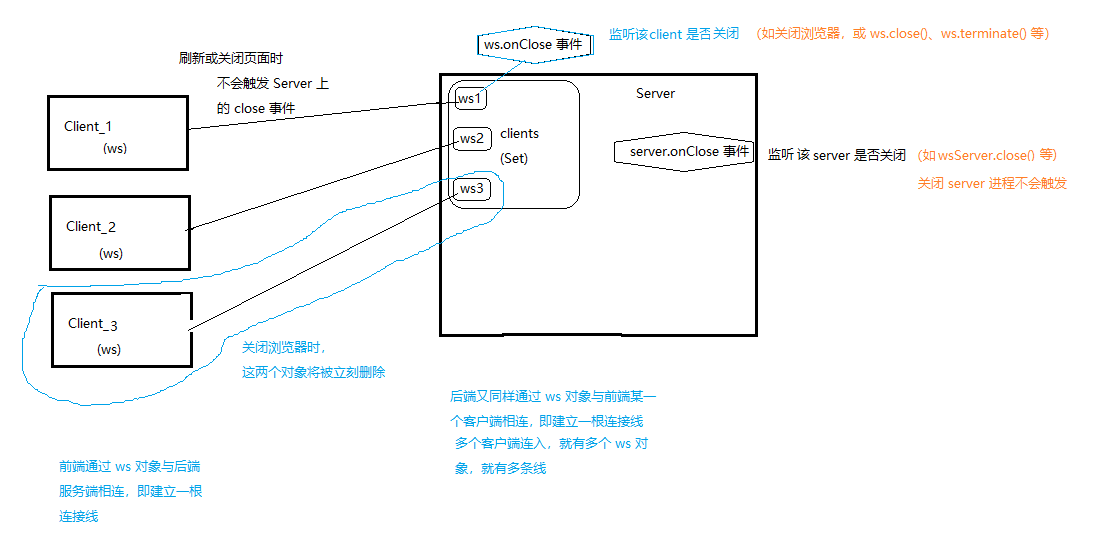 ws.onClose 事件
监听该client 是否关闭 (如关闭浏览器，或 ws.close()、ws.terminate() 等)
刷新或关闭页面时
不会触发 Server 上
的 close 事件
Client_1
(ws)
ws1
ws2
ws3
clients
(Set)
Server
server.onClose 事件
监听 该 server 是否关闭 (如 wsServer.close() 等)
关闭 server 进程不会触发
Client_2
(ws)
Client_3
(ws)
关闭浏览器时，
这两个对象将被立刻删除
后端又同样通过 ws 对象与前端某一
个客户端相连，即建立一根连接线
多个客户端连入，就有多个 ws 对
象，就有多条线
前端通过 ws 对象与后端
服务端相连，即建立一根
连接线